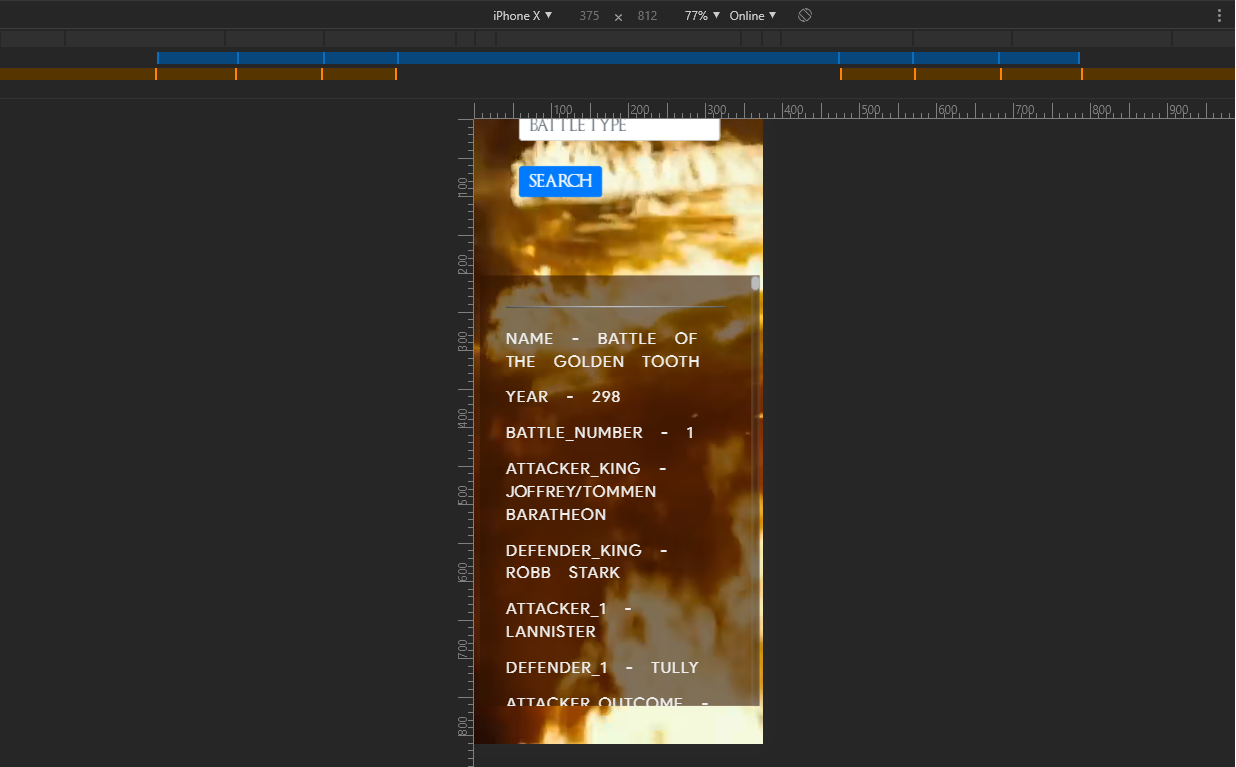 iPhone X 375 x 812 77% Online
100 200 300 400 500 600 700 800 900
BATTLE TYPE
100
SEARCH
200
300
NAME - BATTLE OF
THE GOLDEN TOOTH
YEAR - 298
400
BATTLE_NUMBER - 1
ATTACKER_KING -
JOFFREY/TOMMEN
500
BARATHEON
DEFENDER_KING -
ROBB STARK
600
ATTACKER_1 -
LANNISTER
700
DEFENDER_1 - TULLY
ATTACKER_OUTCOME -
800